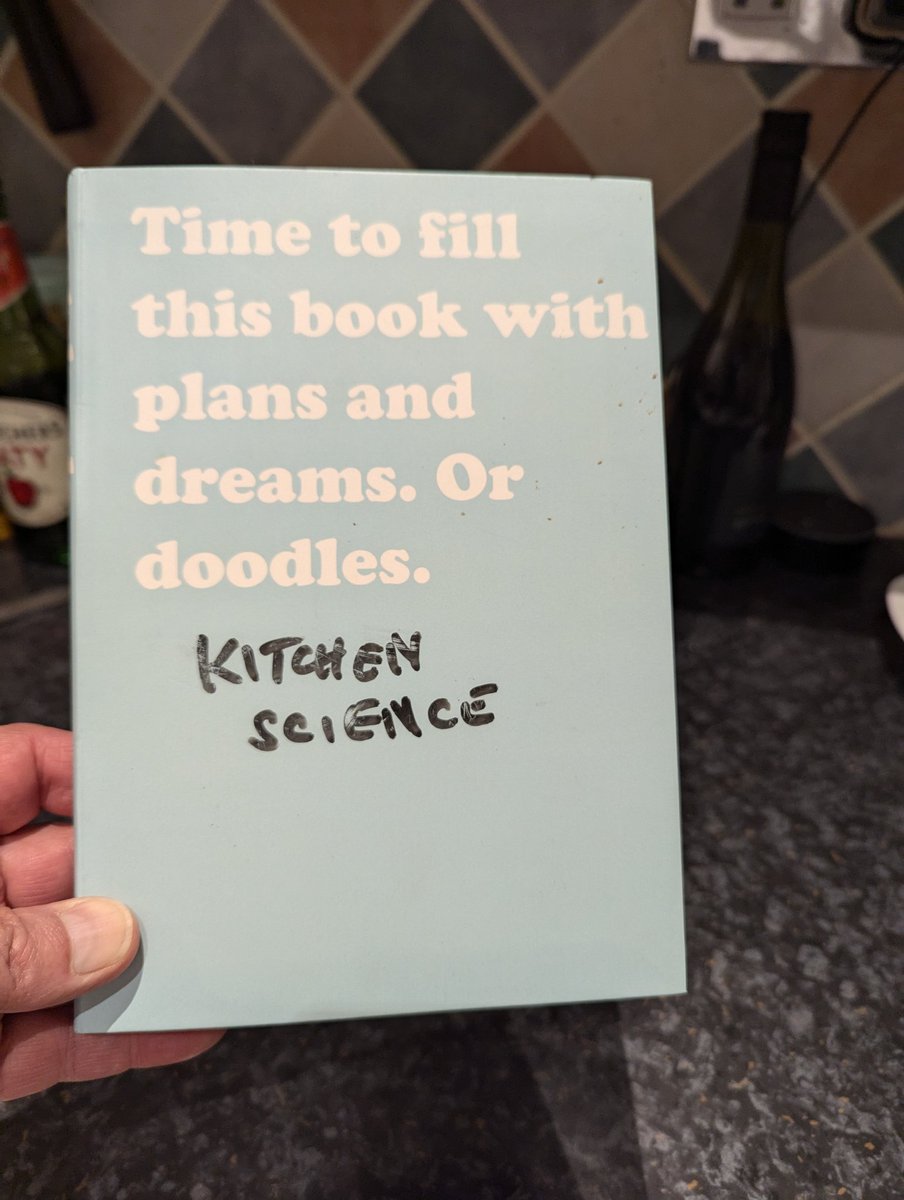 Time to fill
this book with
plans and
dreams. Or
doodles.
KITCHEN
SCIENCE